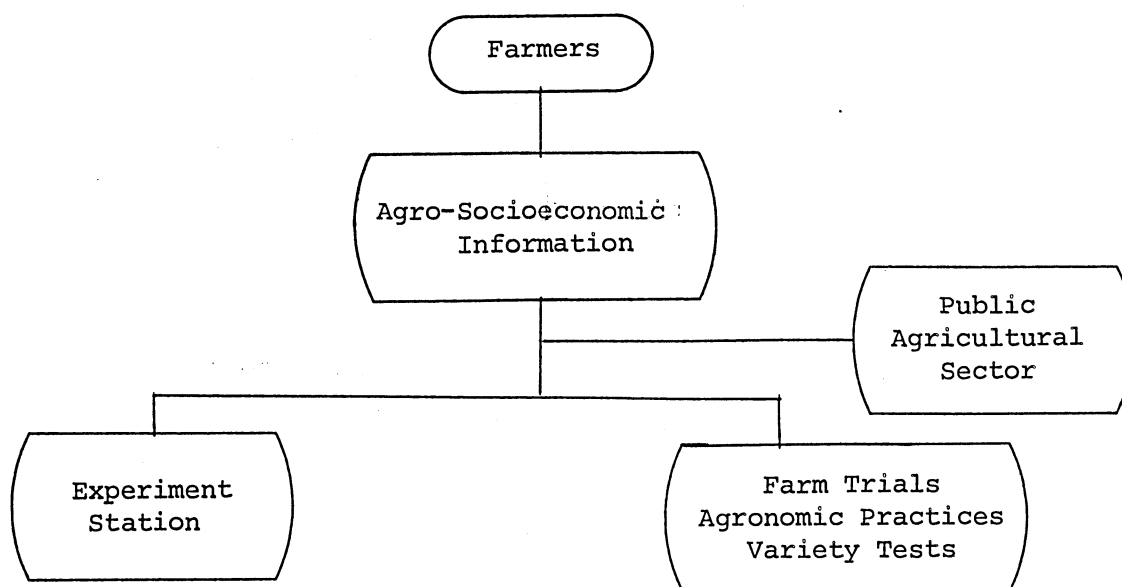 Farmers
Agro-Socioeconomic
Information
Public
Agricultural
Sector
Experiment
Station
Farm Trials
Agronomic Practices
Variety Tests